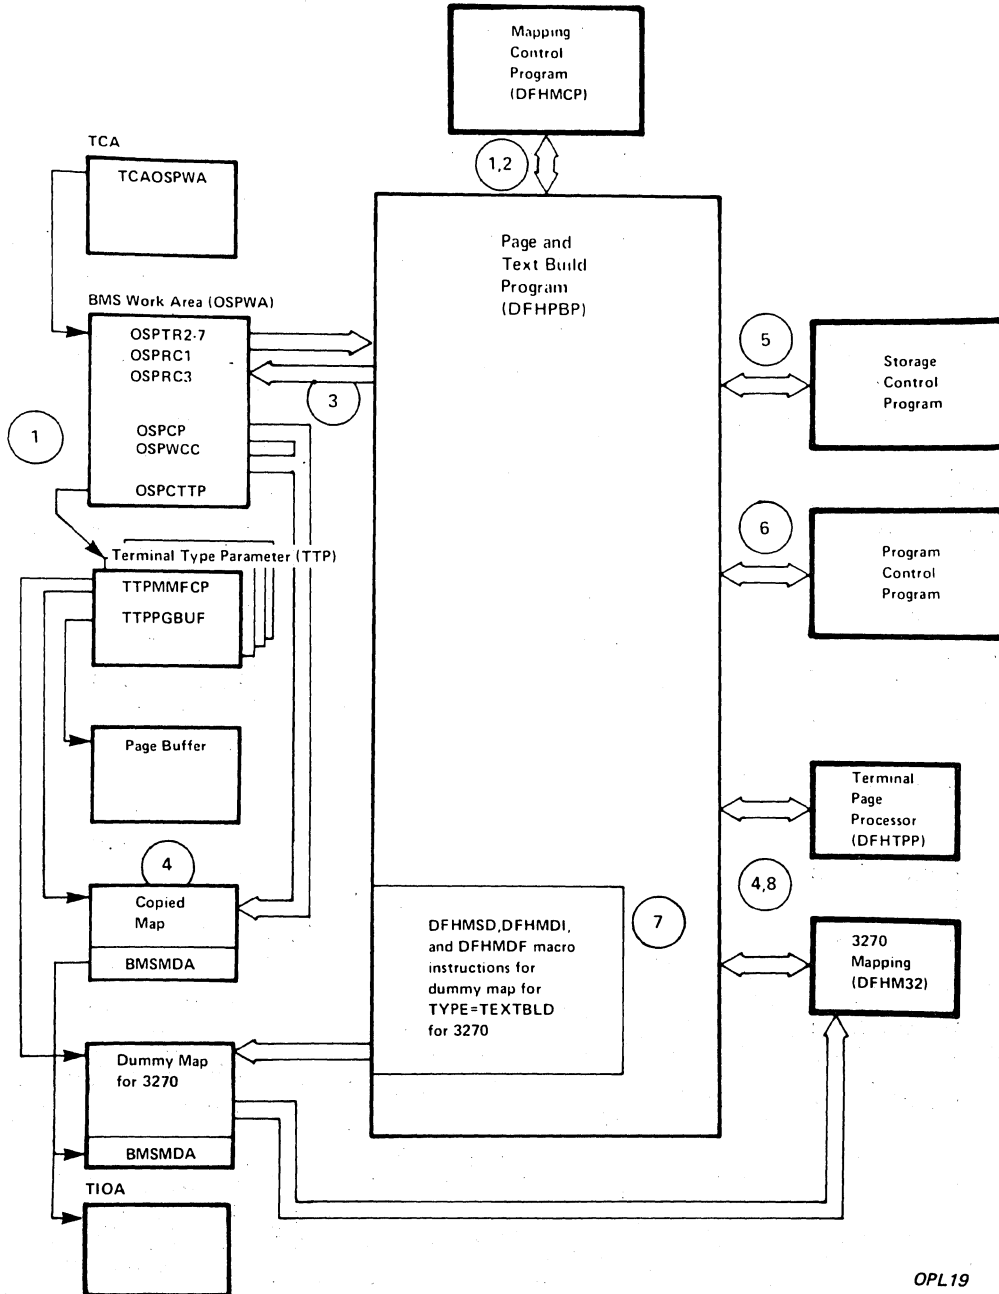 Mapping
Control
Program
(DFHMCP)
TCA
1,2
TCAOSPWA
Page and
Text Build
Program
(DFHPBP)
BMS Work Area (OSPWA)
OSPTR2-7
OSPRC1
OSPRC3
5
Storage
Control
Program
3
1
OSPCP
OSPWCC
OSPCTTP
6
Program
Control
Program
Terminal Type Parameter (TTP)
TTPMMFCP
TTPPGBUF
Page Buffer
Terminal
Page
Processor
(DFHTPP)
4
4,8
Copied
Map
BMSMDA
DFHMSD,DFHMDI,
and DFHMDF macro
instructions for
dummy map for
TYPE=TEXTBLD
for 3270
7
3270
Mapping
(DFHM32)
Dummy Map
for 3270
BMSMDA
TIOA
OPL19